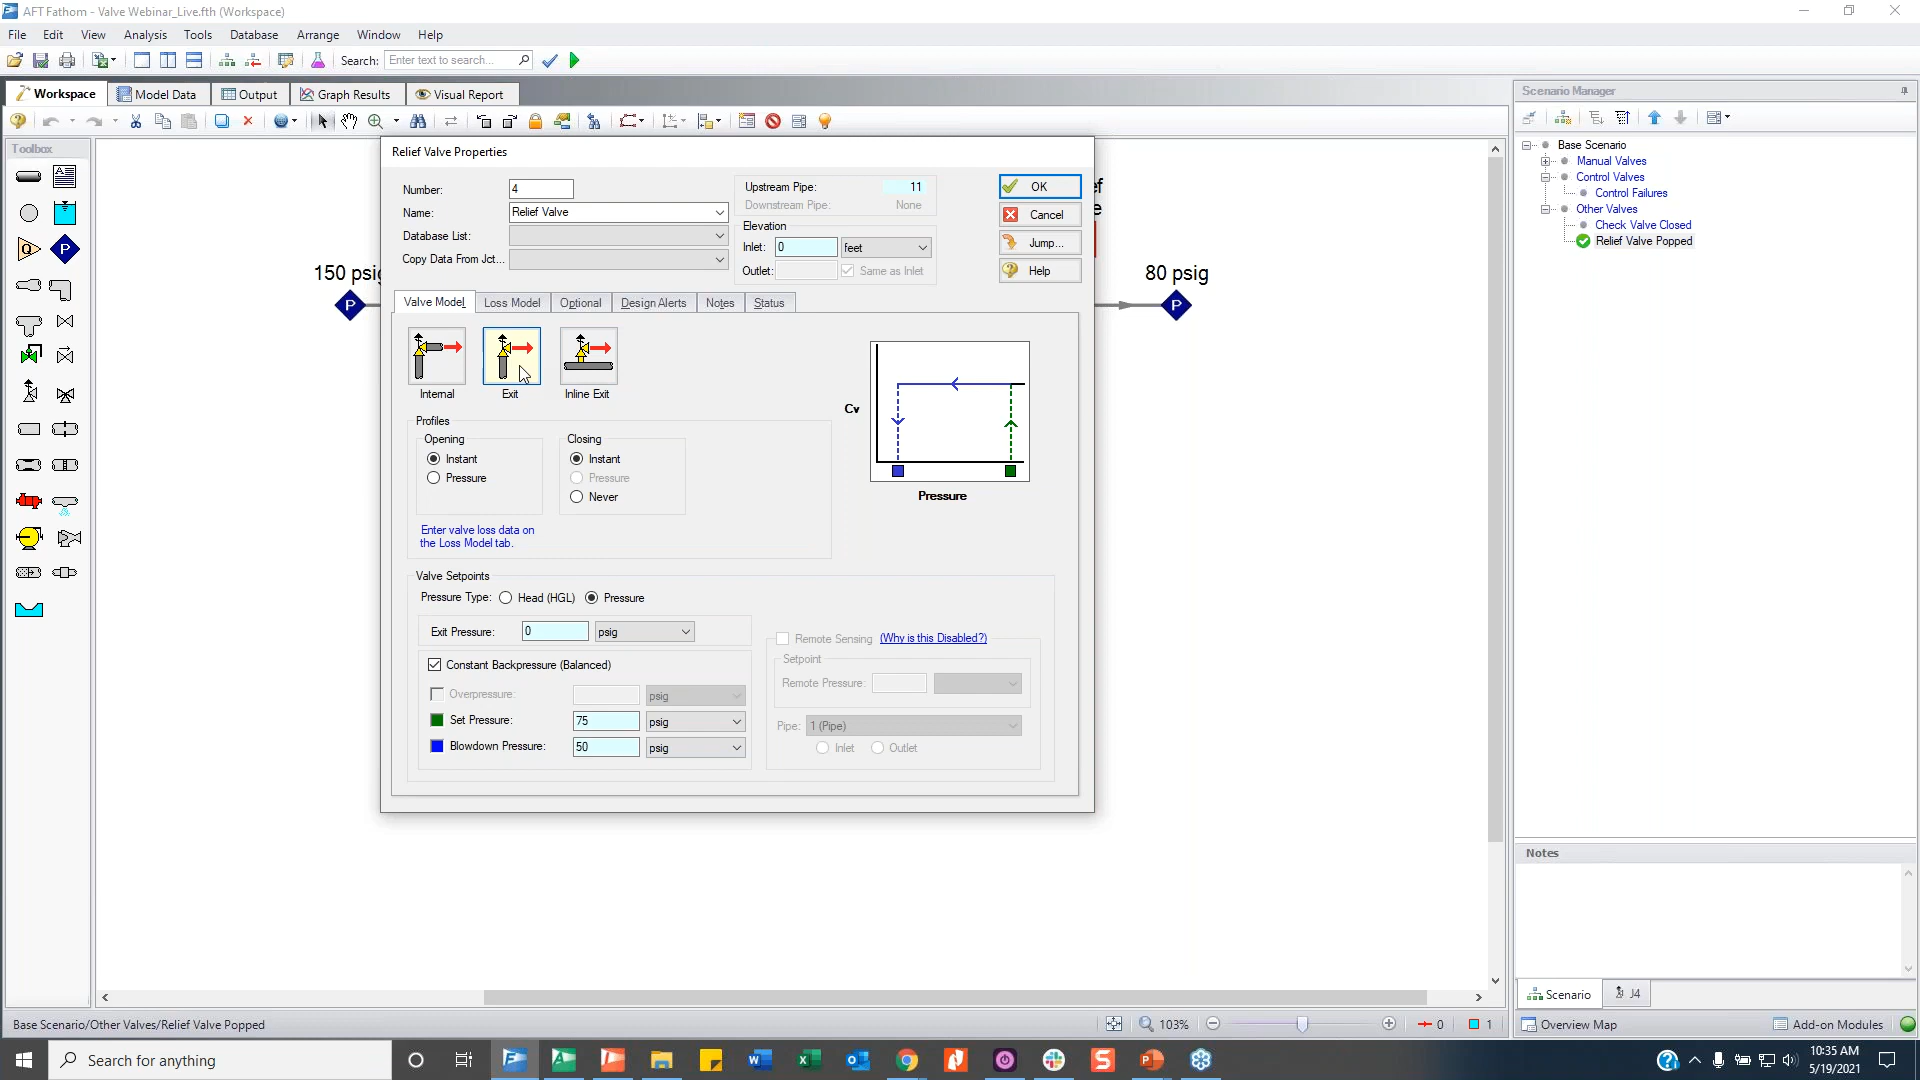 AFT Fathom - Valve Webinar_Live.fth (Workspace)
File Edit View Analysis Tools Database Arrange Window Help
Search: Enter text to search...
Workspace Model Data Output Graph Results Visual Report
Toolbox
150 psig
80 psig
Relief Valve Properties
Number: 4
Name: Relief Valve
Database List:
Copy Data From Jct...
Upstream Pipe: 11
Downstream Pipe: None
Elevation
Inlet: 0 feet
Outlet: Same as Inlet
OK
Cancel
Jump...
Help
Valve Model Loss Model Optional Design Alerts Notes Status
Internal Exit Inline Exit
Profiles
Opening
Instant
Pressure
Closing
Instant
Pressure
Never
Enter valve loss data on
the Loss Model tab.
Cv
Pressure
Valve Setpoints
Pressure Type: Head (HGL) Pressure
Exit Pressure: 0 psig
Constant Backpressure (Balanced)
Overpressure: psig
Set Pressure: 75 psig
Blowdown Pressure: 50 psig
Remote Sensing (Why is this Disabled?)
Setpoint
Remote Pressure:
Pipe: 1 (Pipe)
Inlet Outlet
Scenario Manager
Base Scenario
Manual Valves
Control Valves
Control Failures
Other Valves
Check Valve Closed
Relief Valve Popped
Notes
Scenario J4
Base Scenario/Other Valves/Relief Valve Popped
103%
0
1
Overview Map
Add-on Modules
Search for anything
10:35 AM
5/19/2021